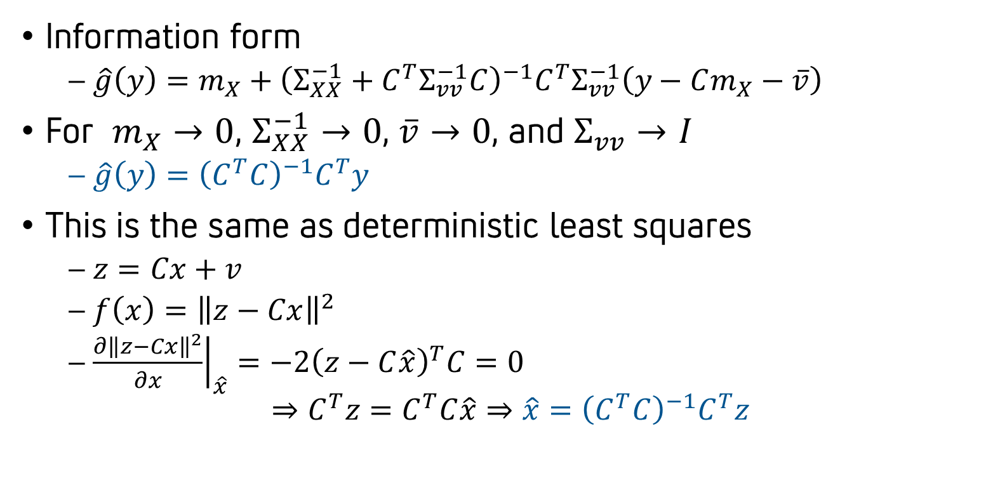 • Information form
– ĝ(y) = m_X + (Σ_XX^−1 + C^T Σ_vv^−1 C)^−1 C^T Σ_vv^−1 (y − Cm_X − v̄)
• For m_X → 0, Σ_XX^−1 → 0, v̄ → 0, and Σ_vv → I
– ĝ(y) = (C^T C)^−1 C^T y
• This is the same as deterministic least squares
– z = Cx + v
– f(x) = ‖z − Cx‖²
– ∂‖z−Cx‖²/∂x |_x̂ = −2(z − Cx̂)^T C = 0
⇒ C^T z = C^T Cx̂ ⇒ x̂ = (C^T C)^−1 C^T z